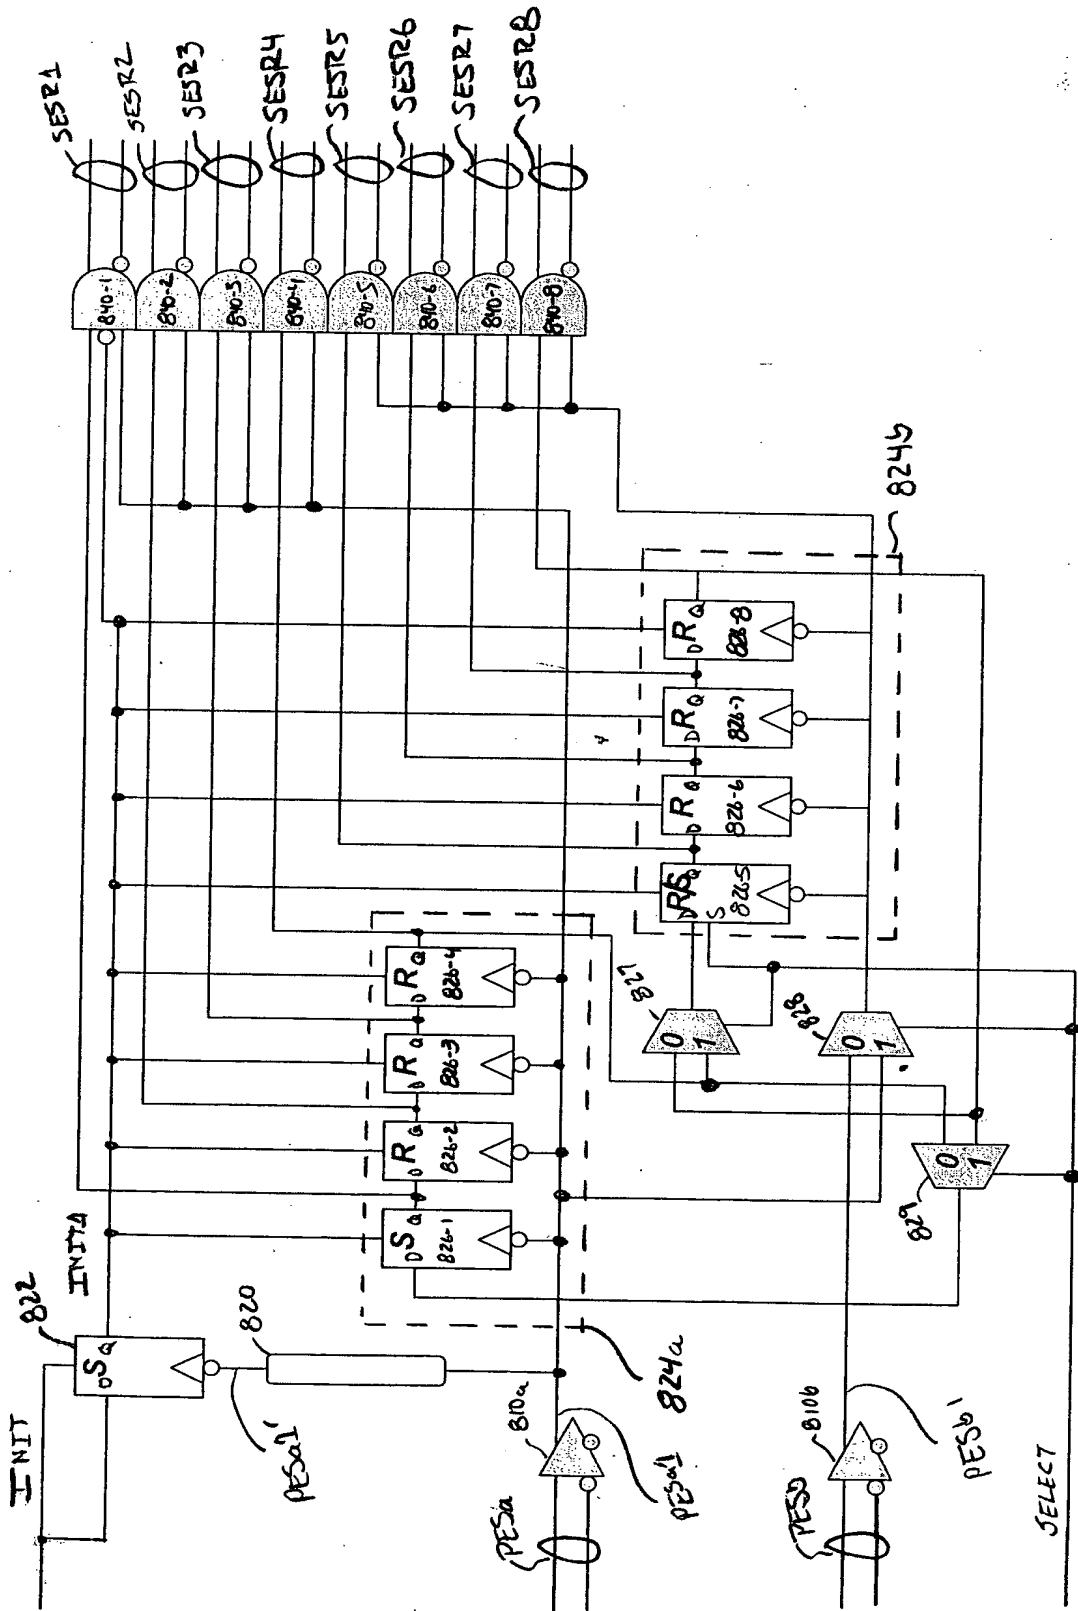 INIT
822
INITA
D S Q
PESa1'
820
D S Q
826-1
D R Q
826-2
D R Q
826-3
D R Q
826-4
824a
PESa
810a
PESa1
PESb
810b
PESb1
SELECT
829
0
1
827
0
1
828
0
1
D R/S Q
S
826-5
D R Q
826-6
D R Q
826-7
D R Q
826-8
824b
840-1
840-2
840-3
840-4
840-5
840-6
840-7
840-8
SESR1
SESR2
SESR3
SESR4
SESR5
SESR6
SESR7
SESR8